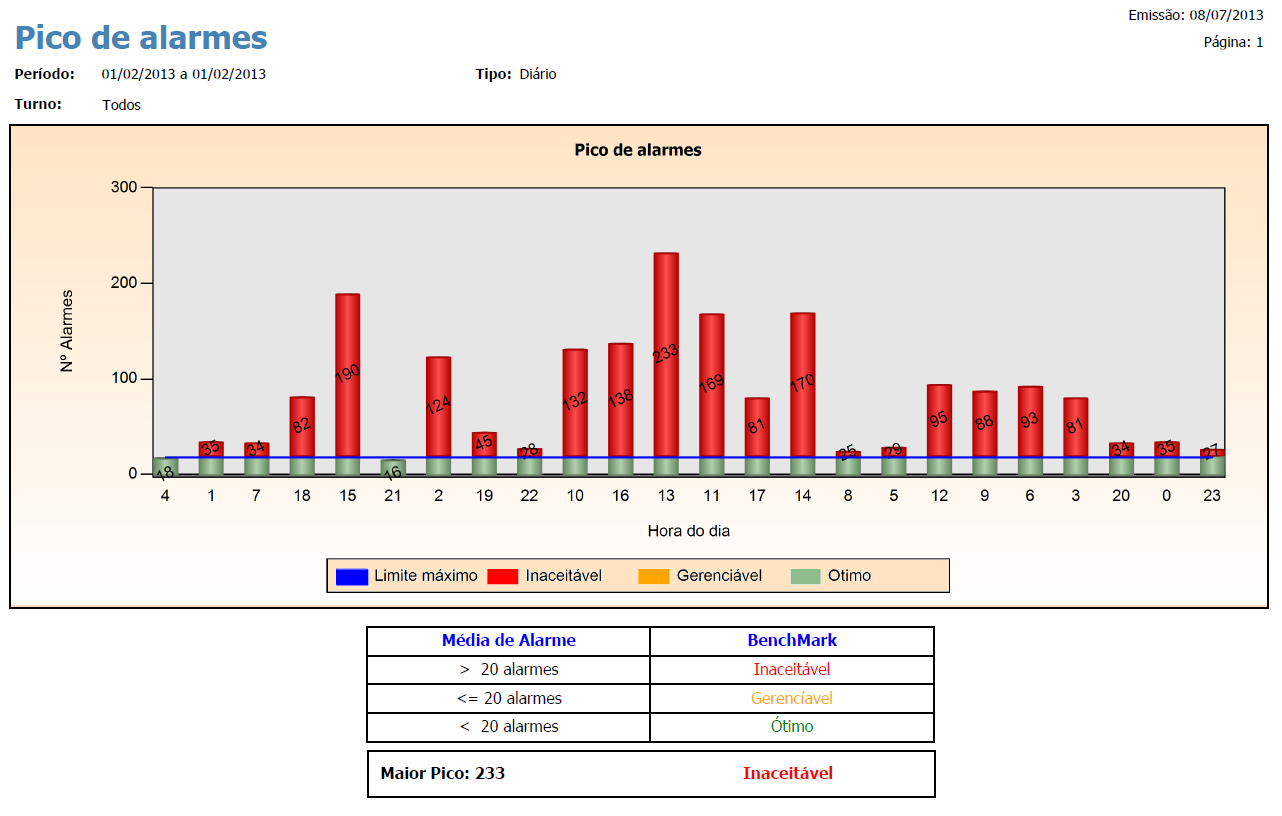 Emissão: 08/07/2013
Pico de alarmes
Página: 1
Período: 01/02/2013 a 01/02/2013 Tipo: Diário
Turno: Todos
Pico de alarmes
300
200
100
0
Nº Alarmes
18 35 34 82 190 16 124 45 28 132 138 233 169 81 170 25 29 95 88 93 81 34 35 27
4 1 7 18 15 21 2 19 22 10 16 13 11 17 14 8 5 12 9 6 3 20 0 23
Hora do dia
Limite máximo Inaceitável Gerenciável Otimo
Média de Alarme BenchMark
> 20 alarmes Inaceitável
<= 20 alarmes Gerencíavel
< 20 alarmes Ótimo
Maior Pico: 233 Inaceitável